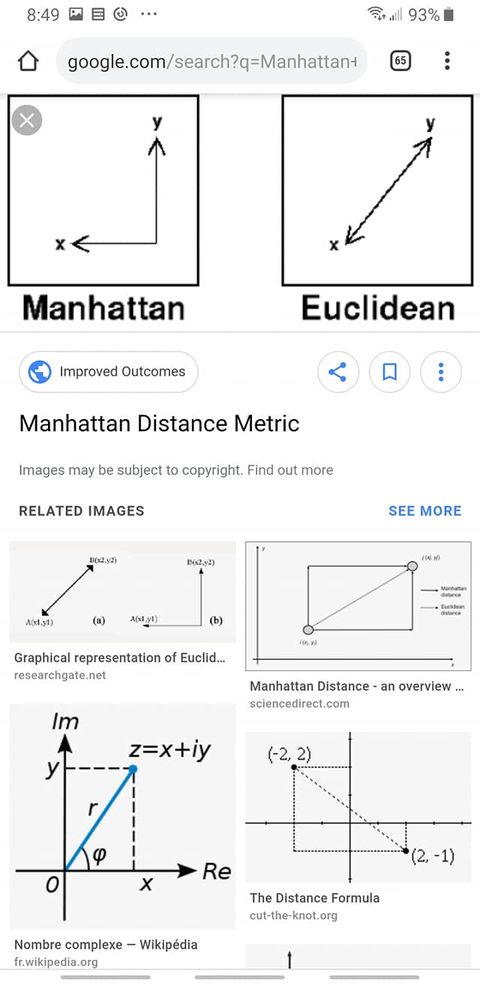 8:49
93%
google.com/search?q=Manhattan+
65
y
x
Manhattan
y
x
Euclidean
Improved Outcomes
Manhattan Distance Metric
Images may be subject to copyright. Find out more
RELATED IMAGES
SEE MORE
B(x2,y2)
A(x1,y1)
(a)
B(x2,y2)
A(x1,y1)
(b)
Graphical representation of Euclid...
researchgate.net
y
Manhattan
distance
Euclidean
distance
x
Manhattan Distance - an overview ...
sciencedirect.com
Im
z=x+iy
y
r
φ
0
x
Re
Nombre complexe — Wikipédia
fr.wikipedia.org
(-2, 2)
(2, -1)
The Distance Formula
cut-the-knot.org